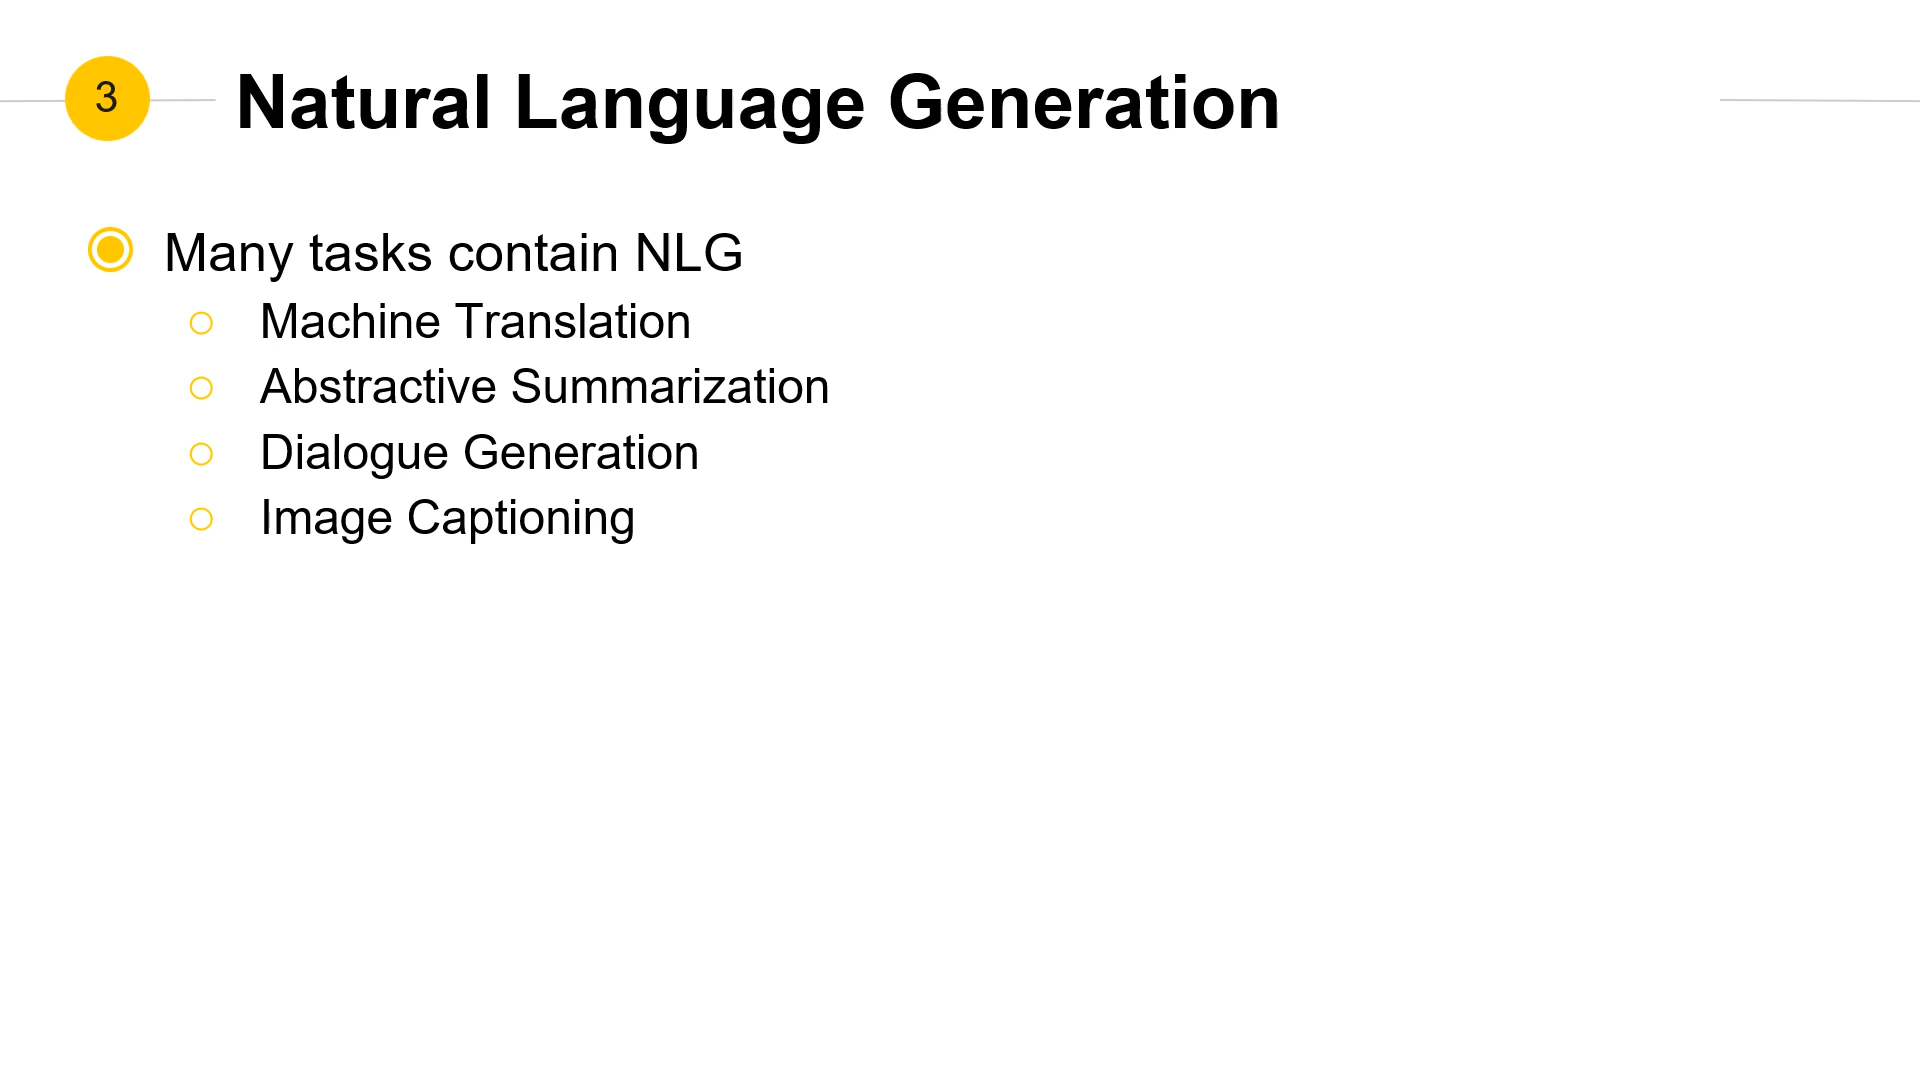 3
Natural Language Generation
Many tasks contain NLG
Machine Translation
Abstractive Summarization
Dialogue Generation
Image Captioning